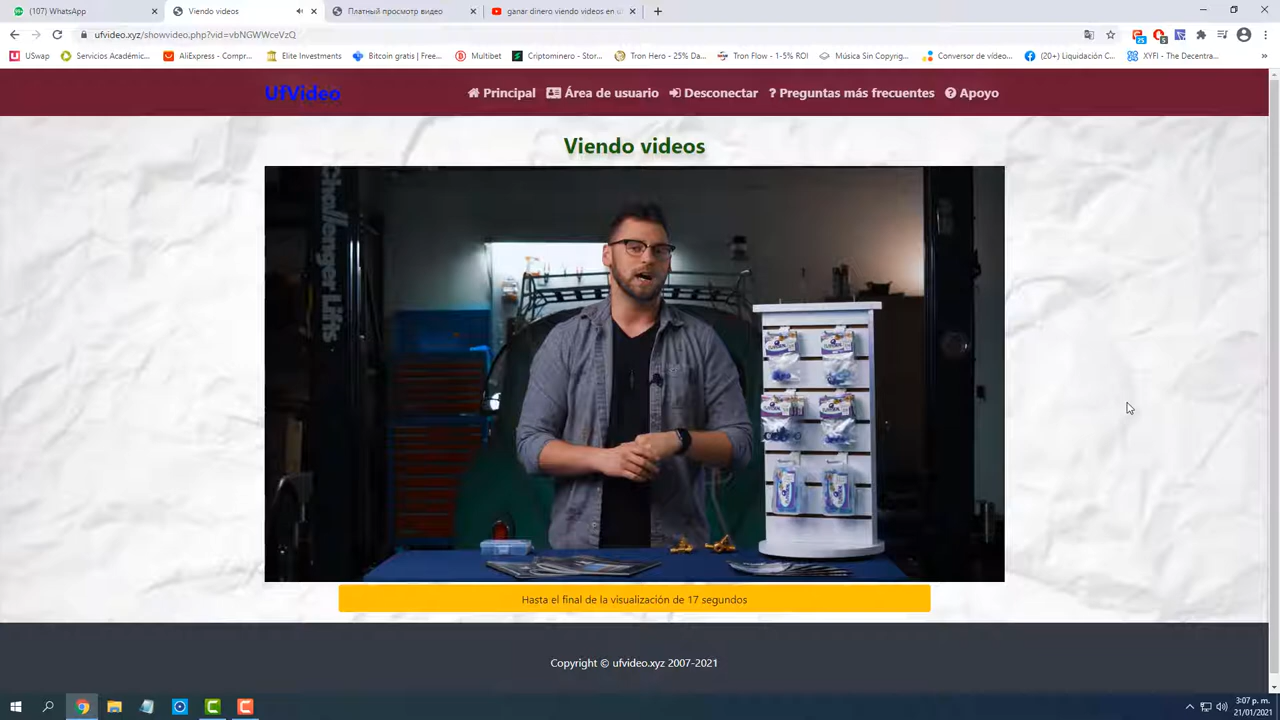 (107) WhatsApp
Viendo videos
Платный просмотр видео
ganar dinero viendo videos en d
ufvideo.xyz/showvideo.php?vid=vbNGWWceVzQ
USwap
Servicios Académic...
AliExpress - Compr...
Elite Investments
Bitcoin gratis | Free...
Multibet
Criptominero - Stor...
Tron Hero - 25% Da...
Tron Flow - 1-5% ROI
Música Sin Copyrig...
Conversor de vídeo...
(20+) Liquidación C...
XYFI - The Decentra...
»
UfVideo
Principal
Área de usuario
Desconectar
? Preguntas más frecuentes
Apoyo
Viendo videos
Challenger Lifts
Hasta el final de la visualización de 17 segundos
Copyright © ufvideo.xyz 2007-2021
3:07 p. m.
21/01/2021